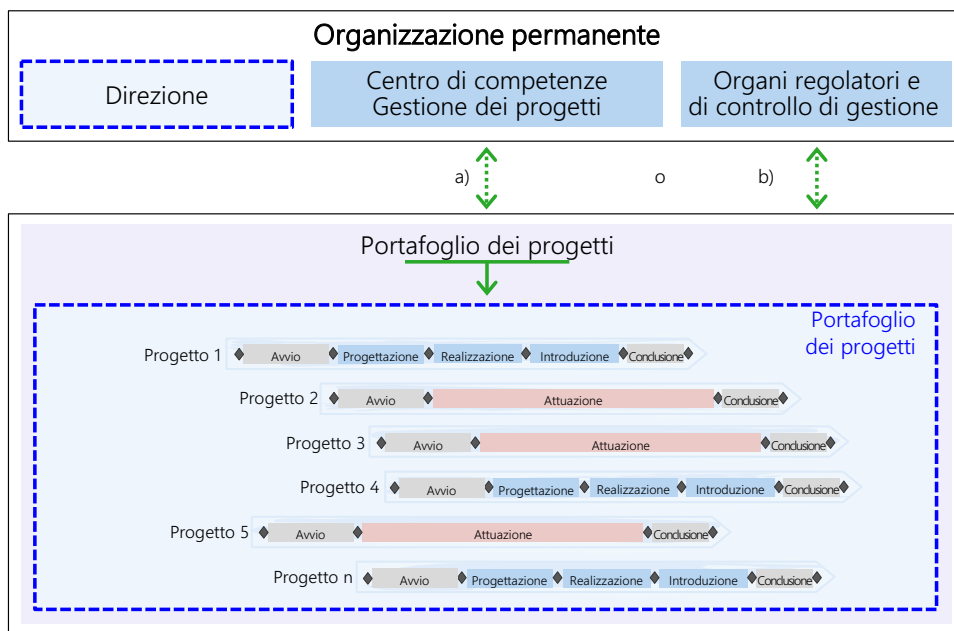 Organizzazione permanente
Direzione
Centro di competenze
Gestione dei progetti
Organi regolatori e
di controllo di gestione
a)
o
b)
Portafoglio dei progetti
Portafoglio
dei progetti
Progetto 1
Avvio
Progettazione
Realizzazione
Introduzione
Conclusione
Progetto 2
Avvio
Attuazione
Conclusione
Progetto 3
Avvio
Attuazione
Conclusione
Progetto 4
Avvio
Progettazione
Realizzazione
Introduzione
Conclusione
Progetto 5
Avvio
Attuazione
Conclusione
Progetto n
Avvio
Progettazione
Realizzazione
Introduzione
Conclusione